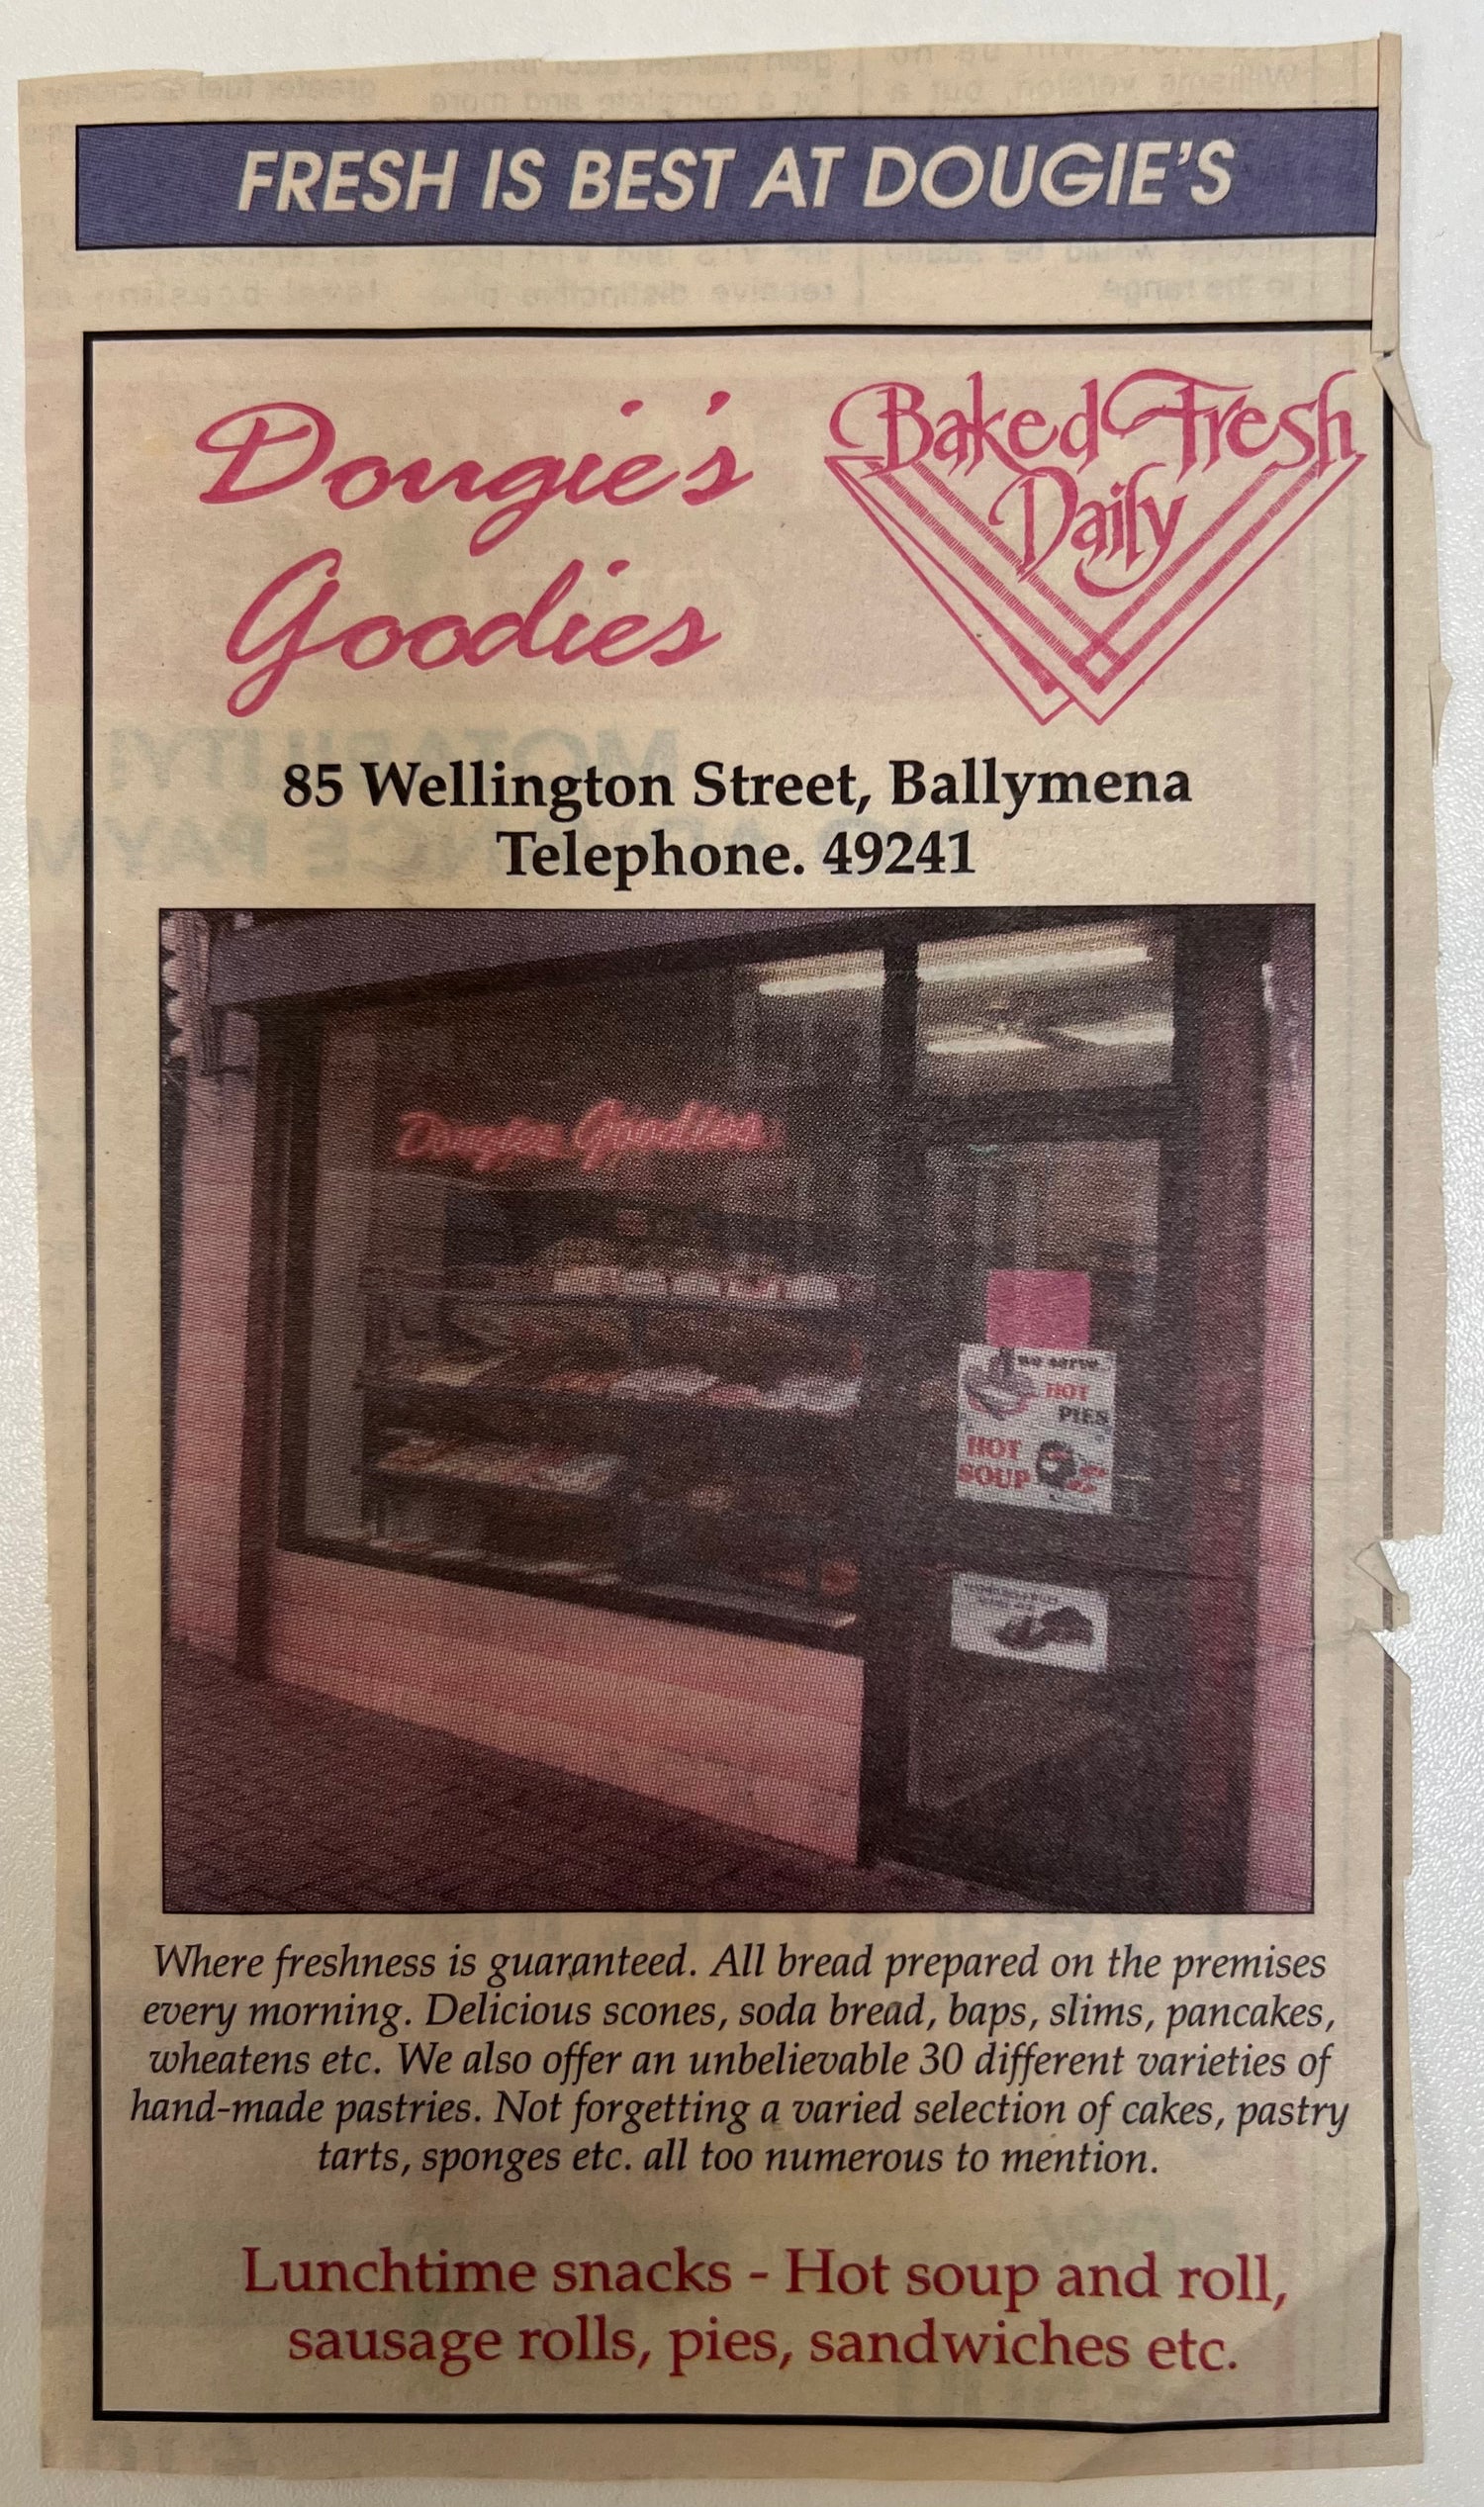 FRESH IS BEST AT DOUGIE'S
Dougie's
Goodies
Baked Fresh
Daily
85 Wellington Street, Ballymena
Telephone. 49241
Dougies Goodies
we serve
HOT
PIES
HOT
SOUP
Where freshness is guaranteed. All bread prepared on the premises
every morning. Delicious scones, soda bread, baps, slims, pancakes,
wheatens etc. We also offer an unbelievable 30 different varieties of
hand-made pastries. Not forgetting a varied selection of cakes, pastry
tarts, sponges etc. all too numerous to mention.
Lunchtime snacks - Hot soup and roll,
sausage rolls, pies, sandwiches etc.